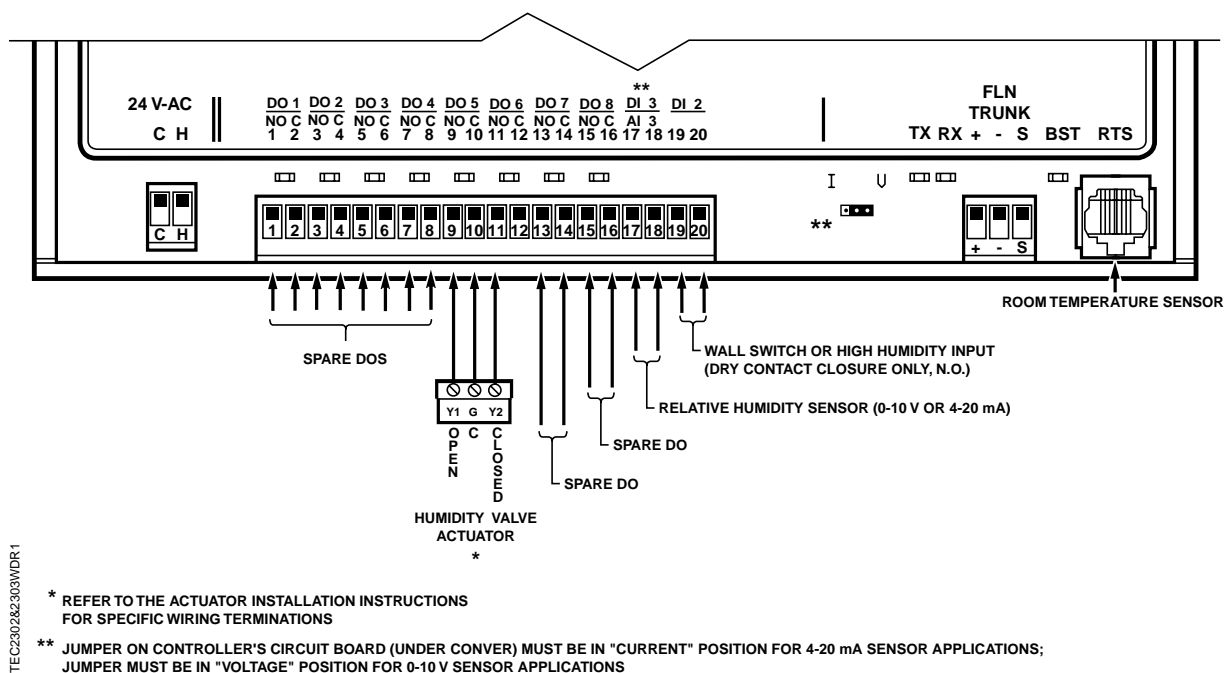 **
24 V-AC DO 1 DO 2 DO 3 DO 4 DO 5 DO 6 DO 7 DO 8 DI 3 DI 2 FLN
NO C NO C NO C NO C NO C NO C NO C NO C AI 3 TRUNK
C H 1 2 3 4 5 6 7 8 9 10 11 12 13 14 15 16 17 18 19 20 TX RX + - S BST RTS
I U
**
C H 1 2 3 4 5 6 7 8 9 10 11 12 13 14 15 16 17 18 19 20 + - S
ROOM TEMPERATURE SENSOR
SPARE DOS
WALL SWITCH OR HIGH HUMIDITY INPUT
(DRY CONTACT CLOSURE ONLY, N.O.)
RELATIVE HUMIDITY SENSOR (0-10 V OR 4-20 mA)
Y1 G Y2
OPEN C CLOSED
SPARE DO
SPARE DO
HUMIDITY VALVE
ACTUATOR
*
* REFER TO THE ACTUATOR INSTALLATION INSTRUCTIONS
FOR SPECIFIC WIRING TERMINATIONS
** JUMPER ON CONTROLLER'S CIRCUIT BOARD (UNDER CONVER) MUST BE IN "CURRENT" POSITION FOR 4-20 mA SENSOR APPLICATIONS;
JUMPER MUST BE IN "VOLTAGE" POSITION FOR 0-10 V SENSOR APPLICATIONS
TEC2302&2303WDR1